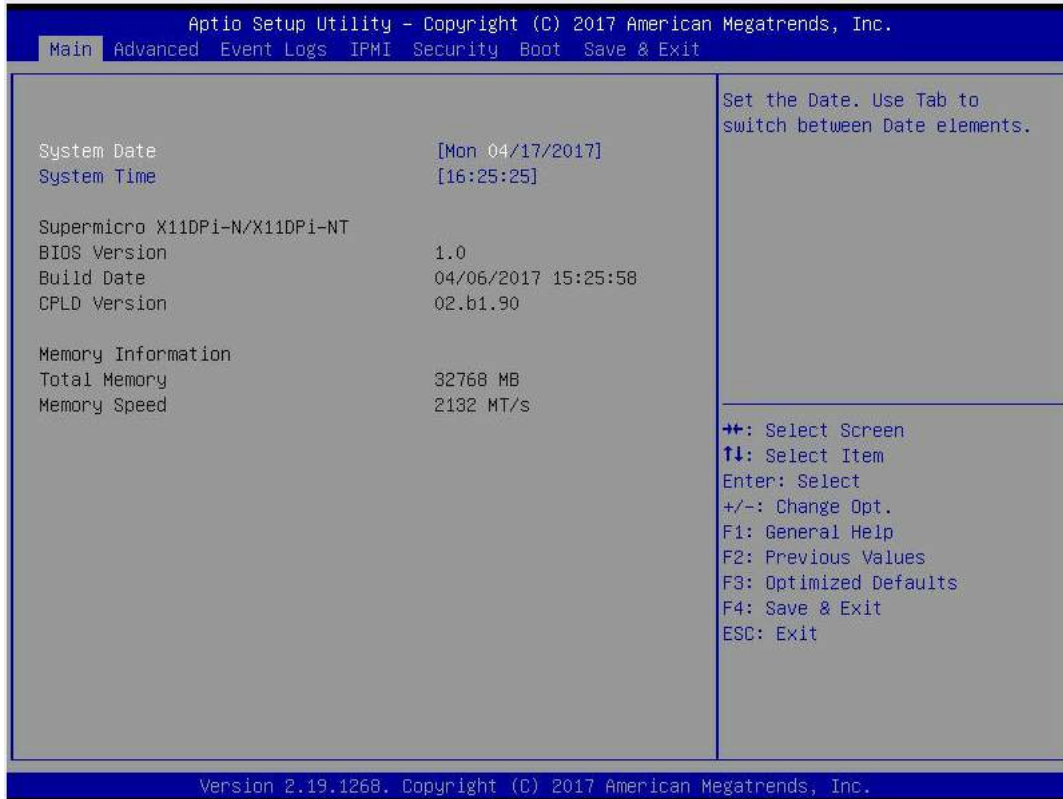 Aptio Setup Utility – Copyright (C) 2017 American Megatrends, Inc.
Main Advanced Event Logs IPMI Security Boot Save & Exit
System Date [Mon 04/17/2017]
System Time [16:25:25]
Supermicro X11DPi-N/X11DPi-NT
BIOS Version 1.0
Build Date 04/06/2017 15:25:58
CPLD Version 02.b1.90
Memory Information
Total Memory 32768 MB
Memory Speed 2132 MT/s
Set the Date. Use Tab to
switch between Date elements.
→←: Select Screen
↑↓: Select Item
Enter: Select
+/-: Change Opt.
F1: General Help
F2: Previous Values
F3: Optimized Defaults
F4: Save & Exit
ESC: Exit
Version 2.19.1268. Copyright (C) 2017 American Megatrends, Inc.